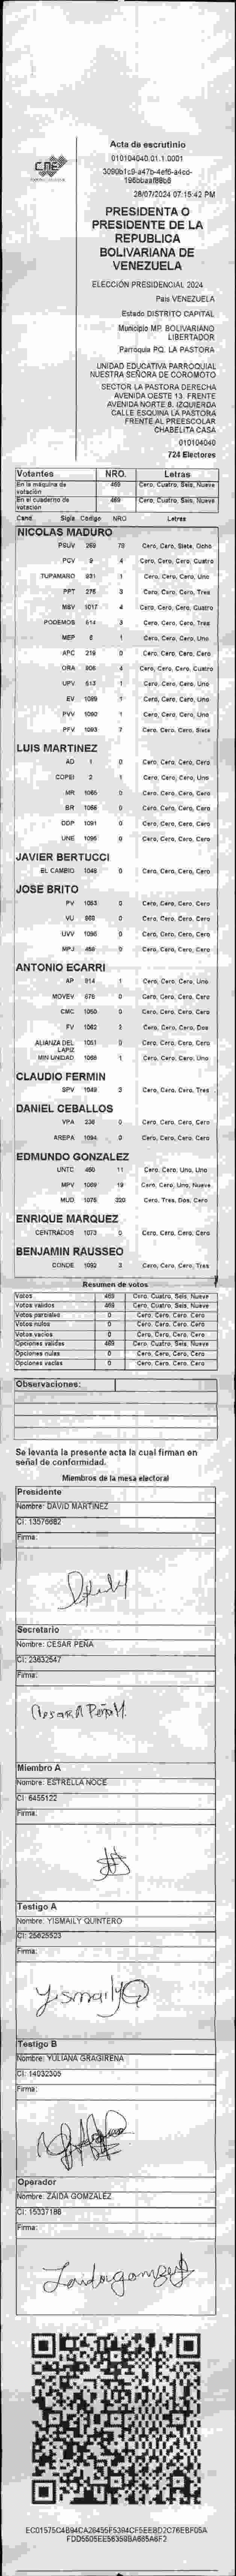 CNE
Acta de escrutinio
010104040.01.1.0001
28/07/2024 07:15:42 PM
PRESIDENTA O
PRESIDENTE DE LA
REPUBLICA
BOLIVARIANA DE
VENEZUELA
ELECCIÓN PRESIDENCIAL 2024
Pais VENEZUELA
Estado DISTRITO CAPITAL
Municipio MP. BOLIVARIANO
LIBERTADOR
Parroquia PQ. LA PASTORA
UNIDAD EDUCATIVA PARROQUIAL
NUESTRA SEÑORA DE COROMOTO
SECTOR LA PASTORA DERECHA
AVENIDA OESTE 13. FRENTE
AVENIDA NORTE 8. IZQUIERDA
CALLE ESQUINA LA PASTORA
FRENTE AL PREESCOLAR
CHABELITA CASA
010104040
724 Electores
Votantes NRO. Letras
En la máquina de votación 469 Cero, Cuatro, Seis, Nueve
En el cuaderno de votación 469 Cero, Cuatro, Seis, Nueve
Cand. Sigla Código NRO Letras
NICOLAS MADURO
PSUV 269 78 Cero, Cero, Siete, Ocho
PCV 9 4 Cero, Cero, Cero, Cuatro
TUPAMARO 931 1 Cero, Cero, Cero, Uno
PPT 275 3 Cero, Cero, Cero, Tres
MSV 1017 4 Cero, Cero, Cero, Cuatro
PODEMOS 614 3 Cero, Cero, Cero, Tres
MEP 6 1 Cero, Cero, Cero, Uno
APC 219 0 Cero, Cero, Cero, Cero
ORA 906 4 Cero, Cero, Cero, Cuatro
UPV 613 1 Cero, Cero, Cero, Uno
EV 1099 1 Cero, Cero, Cero, Uno
PVV 1090 1 Cero, Cero, Cero, Uno
PFV 1093 7 Cero, Cero, Cero, Siete
LUIS MARTINEZ
AD 1 0 Cero, Cero, Cero, Cero
COPEI 2 1 Cero, Cero, Cero, Uno
MR 1065 0 Cero, Cero, Cero, Cero
BR 1066 0 Cero, Cero, Cero, Cero
DDP 1091 0 Cero, Cero, Cero, Cero
UNE 1096 0 Cero, Cero, Cero, Cero
JAVIER BERTUCCI
EL CAMBIO 1048 0 Cero, Cero, Cero, Cero
JOSE BRITO
PV 1053 0 Cero, Cero, Cero, Cero
VU 868 0 Cero, Cero, Cero, Cero
UVV 1095 0 Cero, Cero, Cero, Cero
MPJ 456 0 Cero, Cero, Cero, Cero
ANTONIO ECARRI
AP 914 1 Cero, Cero, Cero, Uno
MOVEV 876 0 Cero, Cero, Cero, Cero
CMC 1050 0 Cero, Cero, Cero, Cero
FV 1062 2 Cero, Cero, Cero, Dos
ALIANZA DEL LAPIZ 1051 0 Cero, Cero, Cero, Cero
MIN UNIDAD 1058 1 Cero, Cero, Cero, Uno
CLAUDIO FERMIN
SPV 1049 3 Cero, Cero, Cero, Tres
DANIEL CEBALLOS
VPA 238 0 Cero, Cero, Cero, Cero
AREPA 1094 0 Cero, Cero, Cero, Cero
EDMUNDO GONZALEZ
UNTC 460 11 Cero, Cero, Uno, Uno
MPV 1009 19 Cero, Cero, Uno, Nueve
MUD 1075 320 Cero, Tres, Dos, Cero
ENRIQUE MARQUEZ
CENTRADOS 1073 0 Cero, Cero, Cero, Cero
BENJAMIN RAUSSEO
CONDE 1092 3 Cero, Cero, Cero, Tres
Resumen de votos
Votos 469 Cero, Cuatro, Seis, Nueve
Votos validos 469 Cero, Cuatro, Seis, Nueve
Votos parciales 0 Cero, Cero, Cero, Cero
Votos nulos 0 Cero, Cero, Cero, Cero
Votos vacios 0 Cero, Cero, Cero, Cero
Opciones validas 469 Cero, Cuatro, Seis, Nueve
Opciones nulas 0 Cero, Cero, Cero, Cero
Opciones vacias 0 Cero, Cero, Cero, Cero
Observaciones:
Se levanta la presente acta la cual firman en
señal de conformidad.
Miembros de la mesa electoral
Presidente
Nombre: DAVID MARTINEZ
CI: 13576682
Firma:
Secretario
Nombre: CESAR PEÑA
CI: 23632547
Firma:
Cesar A Peña M.
Miembro A
Nombre: ESTRELLA NOCE
CI: 6455122
Firma:
Testigo A
Nombre: YISMAILY QUINTERO
CI: 25625523
Firma:
YismailyQ
Testigo B
Nombre: YULIANA GRAGIRENA
CI: 14032305
Firma:
Operador
Nombre: ZAIDA GOMZALEZ
CI: 15337186
Firma: